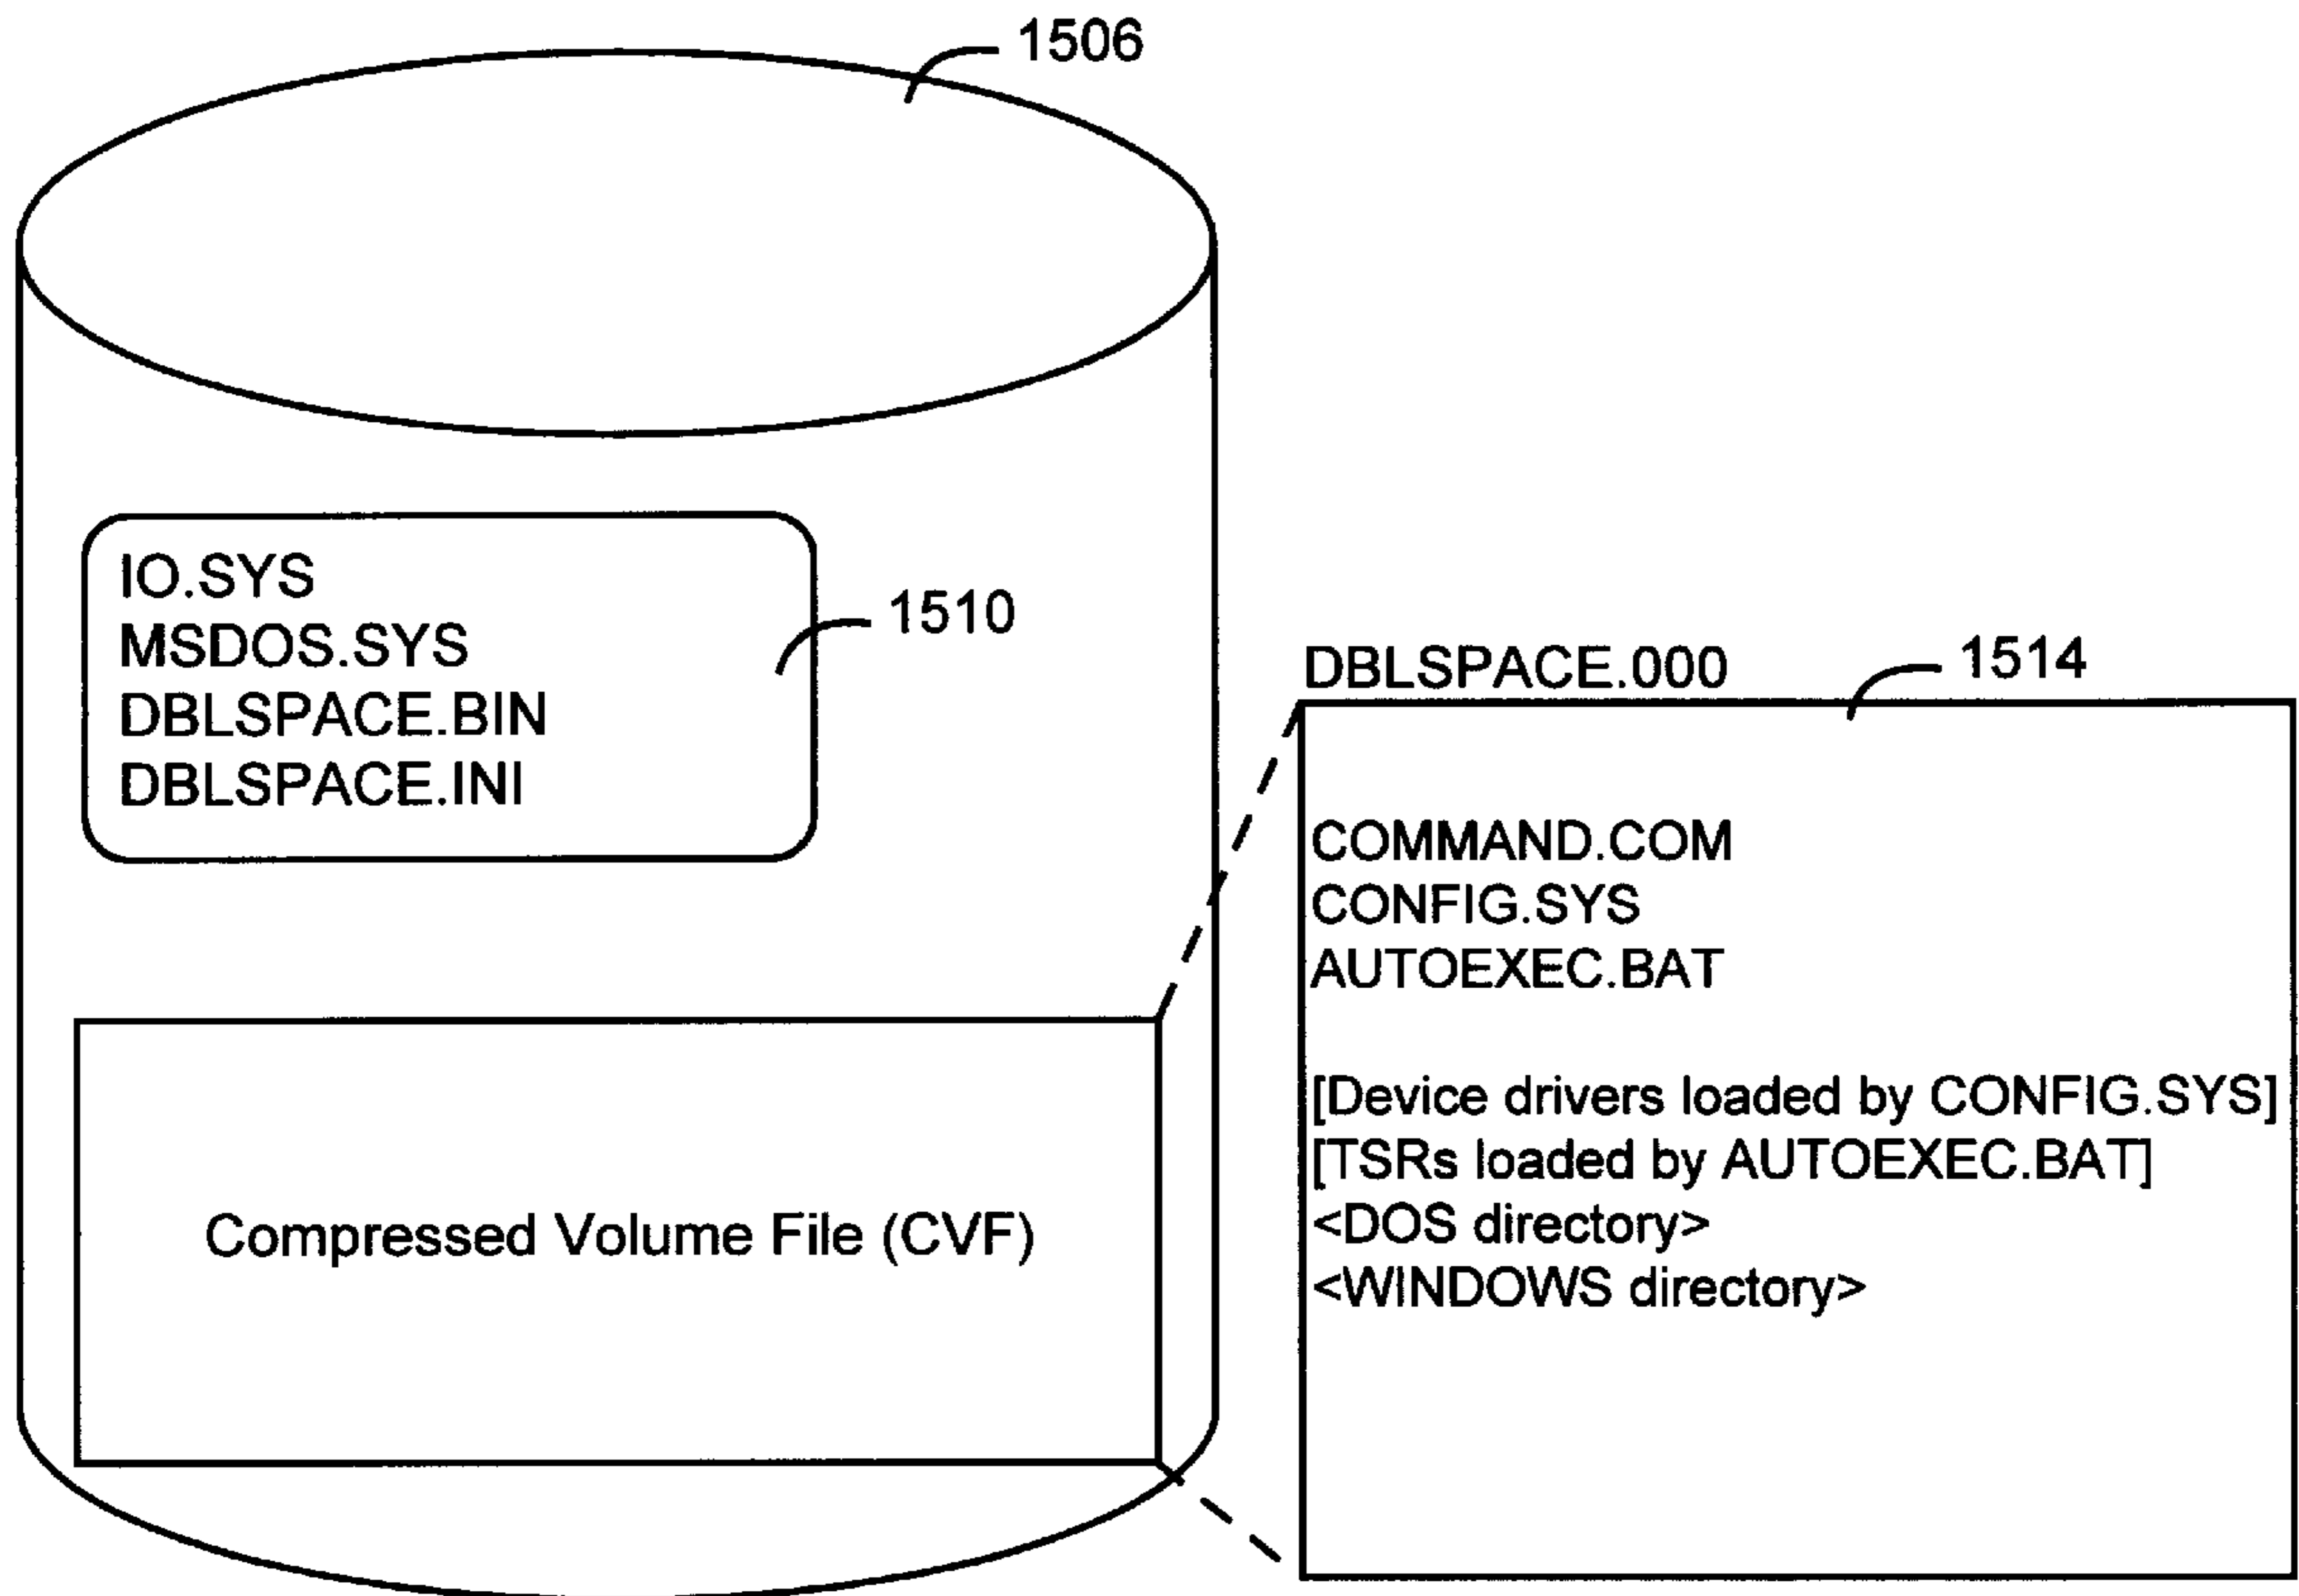 1506
IO.SYS
MSDOS.SYS
DBLSPACE.BIN
DBLSPACE.INI
1510
Compressed Volume File (CVF)
DBLSPACE.000
1514
COMMAND.COM
CONFIG.SYS
AUTOEXEC.BAT
[Device drivers loaded by CONFIG.SYS]
[TSRs loaded by AUTOEXEC.BAT]
<DOS directory>
<WINDOWS directory>